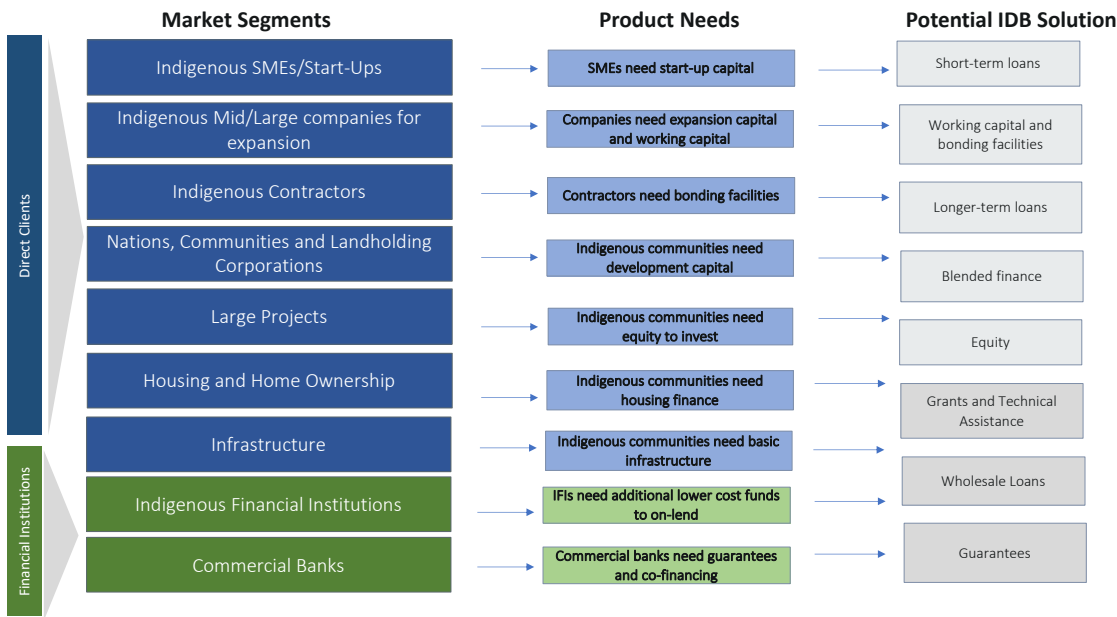 Market Segments
Product Needs
Potential IDB Solution
Direct Clients
Financial Institutions
Indigenous SMEs/Start-Ups
SMEs need start-up capital
Short-term loans
Indigenous Mid/Large companies for
expansion
Companies need expansion capital
and working capital
Working capital and
bonding facilities
Indigenous Contractors
Contractors need bonding facilities
Longer-term loans
Nations, Communities and Landholding
Corporations
Indigenous communities need
development capital
Blended finance
Large Projects
Indigenous communities need
equity to invest
Equity
Housing and Home Ownership
Indigenous communities need
housing finance
Grants and Technical
Assistance
Infrastructure
Indigenous communities need basic
infrastructure
Wholesale Loans
Indigenous Financial Institutions
IFIs need additional lower cost funds
to on-lend
Guarantees
Commercial Banks
Commercial banks need guarantees
and co-financing